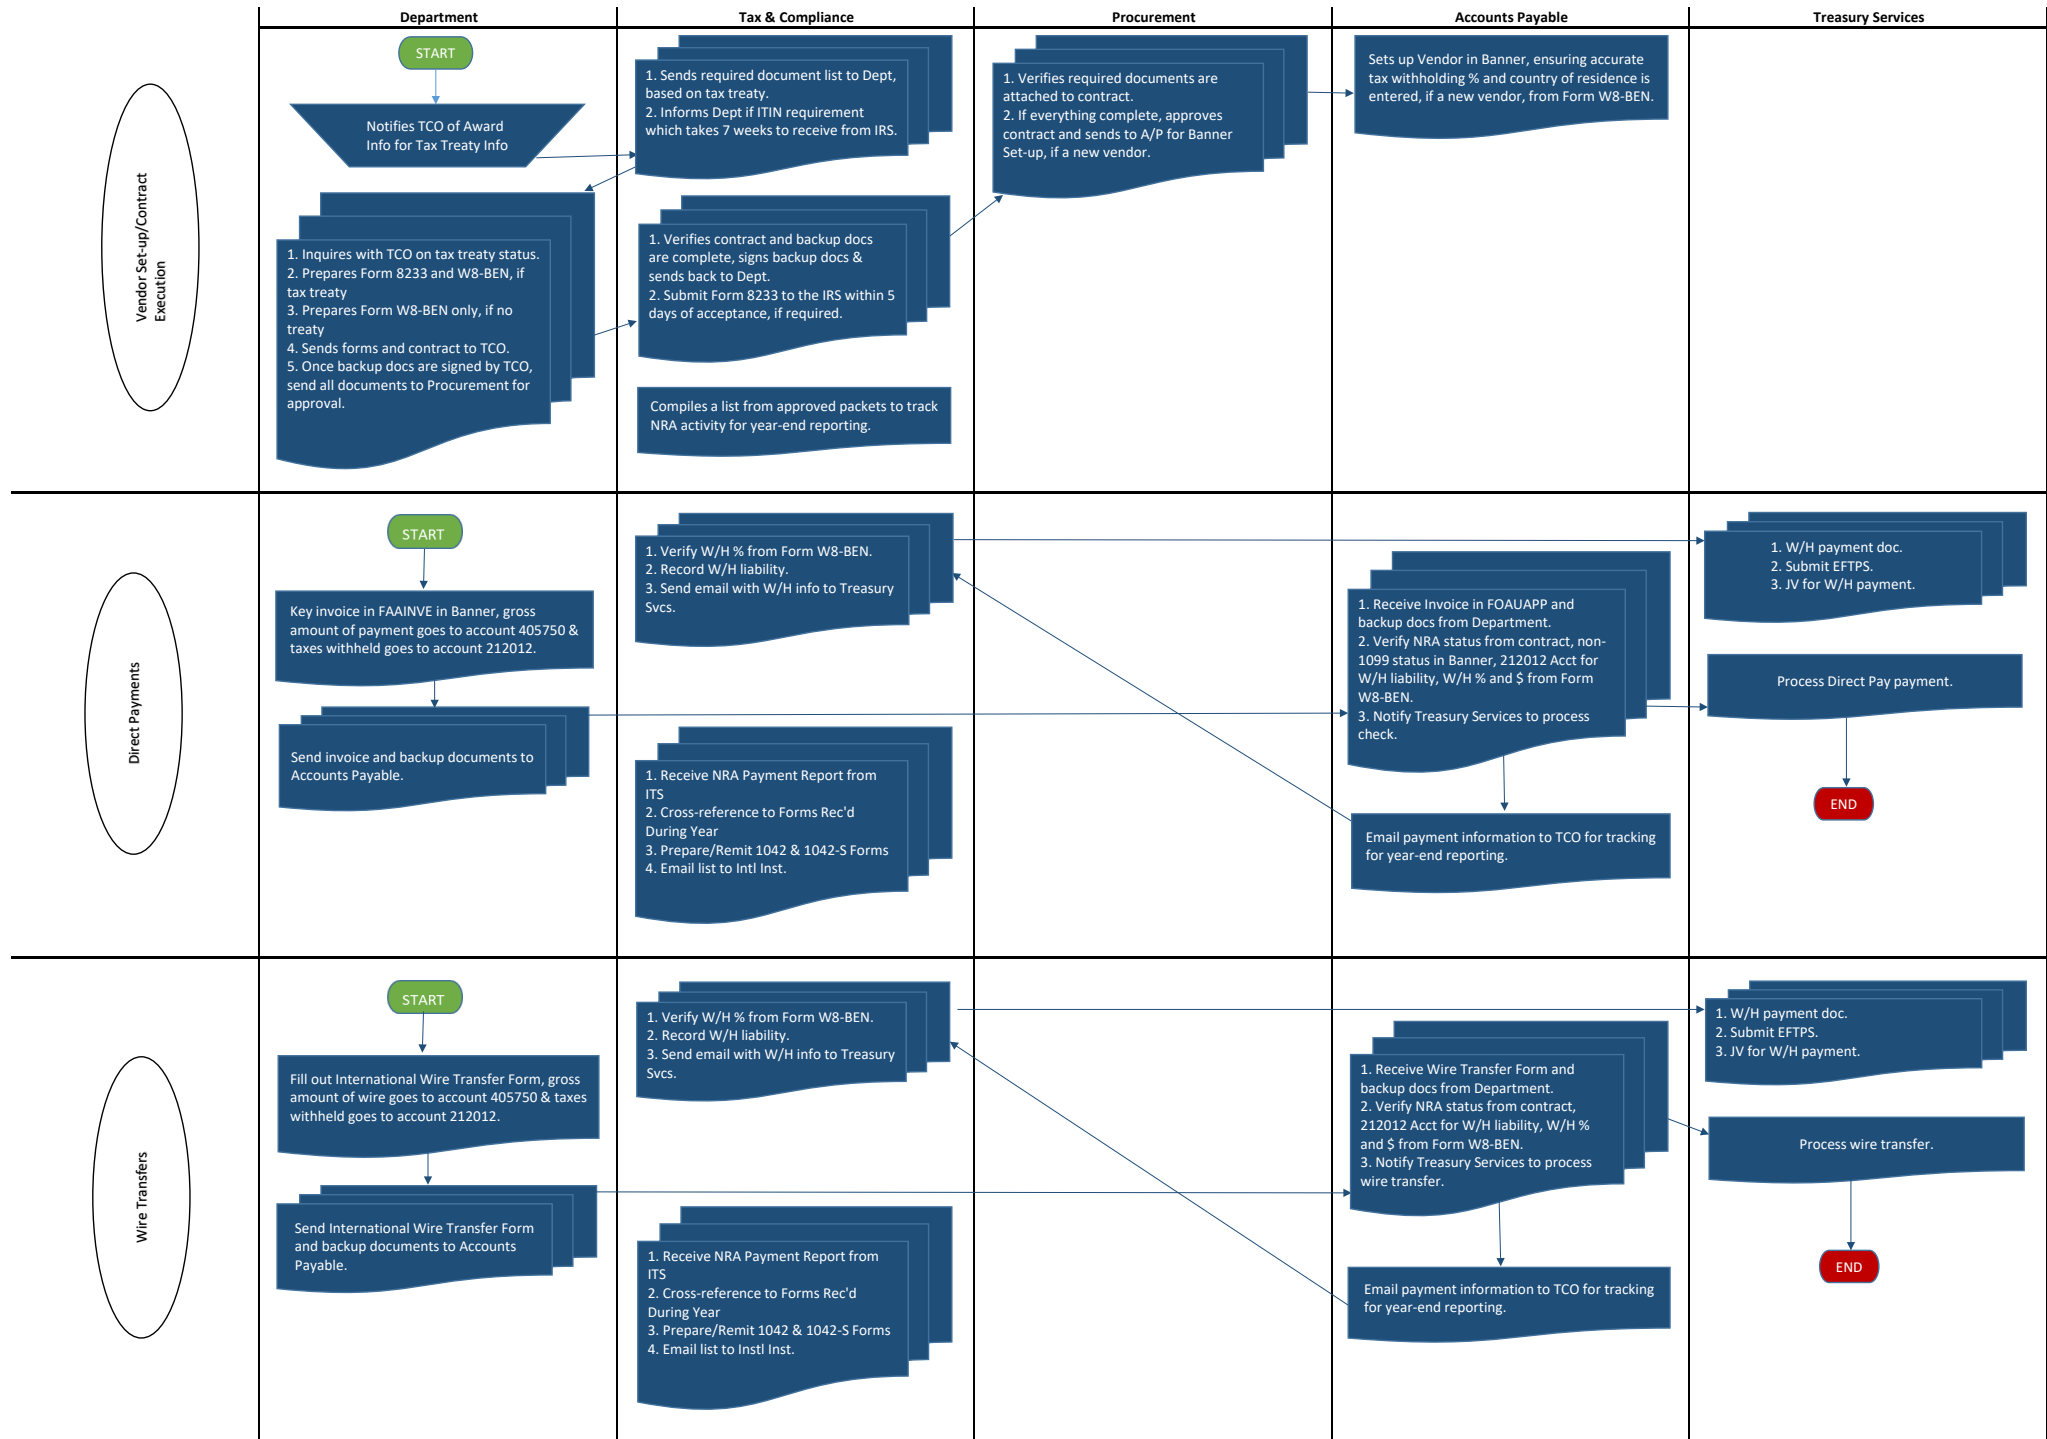 Department
Tax & Compliance
Procurement
Accounts Payable
Treasury Services
Vendor Set-up/Contract
Execution
START
Notifies TCO of Award
Info for Tax Treaty Info
1. Inquires with TCO on tax treaty status.
2. Prepares Form 8233 and W8-BEN, if
tax treaty
3. Prepares Form W8-BEN only, if no
treaty
4. Sends forms and contract to TCO.
5. Once backup docs are signed by TCO,
send all documents to Procurement for
approval.
1. Sends required document list to Dept,
based on tax treaty.
2. Informs Dept if ITIN requirement
which takes 7 weeks to receive from IRS.
1. Verifies contract and backup docs
are complete, signs backup docs &
sends back to Dept.
2. Submit Form 8233 to the IRS within 5
days of acceptance, if required.
Compiles a list from approved packets to track
NRA activity for year-end reporting.
1. Verifies required documents are
attached to contract.
2. If everything complete, approves
contract and sends to A/P for Banner
Set-up, if a new vendor.
Sets up Vendor in Banner, ensuring accurate
tax withholding % and country of residence is
entered, if a new vendor, from Form W8-BEN.
Direct Payments
START
Key invoice in FAAINVE in Banner, gross
amount of payment goes to account 405750 &
taxes withheld goes to account 212012.
Send invoice and backup documents to
Accounts Payable.
1. Verify W/H % from Form W8-BEN.
2. Record W/H liability.
3. Send email with W/H info to Treasury
Svcs.
1. Receive NRA Payment Report from
ITS
2. Cross-reference to Forms Rec'd
During Year
3. Prepare/Remit 1042 & 1042-S Forms
4. Email list to Intl Inst.
1. Receive Invoice in FOAUAPP and
backup docs from Department.
2. Verify NRA status from contract, non-
1099 status in Banner, 212012 Acct for
W/H liability, W/H % and $ from Form
W8-BEN.
3. Notify Treasury Services to process
check.
Email payment information to TCO for tracking
for year-end reporting.
1. W/H payment doc.
2. Submit EFTPS.
3. JV for W/H payment.
Process Direct Pay payment.
END
Wire Transfers
START
Fill out International Wire Transfer Form, gross
amount of wire goes to account 405750 & taxes
withheld goes to account 212012.
Send International Wire Transfer Form
and backup documents to Accounts
Payable.
1. Verify W/H % from Form W8-BEN.
2. Record W/H liability.
3. Send email with W/H info to Treasury
Svcs.
1. Receive NRA Payment Report from
ITS
2. Cross-reference to Forms Rec'd
During Year
3. Prepare/Remit 1042 & 1042-S Forms
4. Email list to Instl Inst.
1. Receive Wire Transfer Form and
backup docs from Department.
2. Verify NRA status from contract,
212012 Acct for W/H liability, W/H %
and $ from Form W8-BEN.
3. Notify Treasury Services to process
wire transfer.
Email payment information to TCO for tracking
for year-end reporting.
1. W/H payment doc.
2. Submit EFTPS.
3. JV for W/H payment.
Process wire transfer.
END